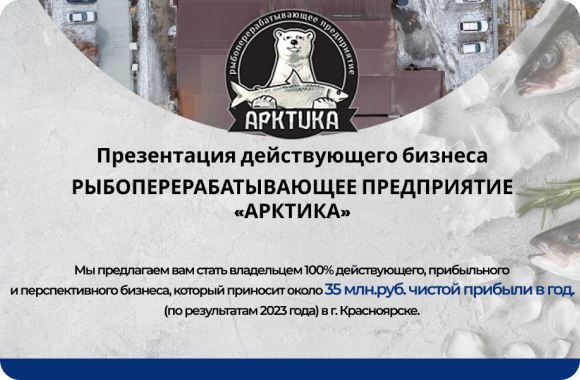 рыбоперерабатывающее предприятие
АРКТИКА
Презентация действующего бизнеса
РЫБОПЕРЕРАБАТЫВАЮЩЕЕ ПРЕДПРИЯТИЕ
«АРКТИКА»
Мы предлагаем вам стать владельцем 100% действующего, прибыльного
и перспективного бизнеса, который приносит около 35 млн.руб. чистой прибыли в год.
(по результатам 2023 года) в г. Красноярске.